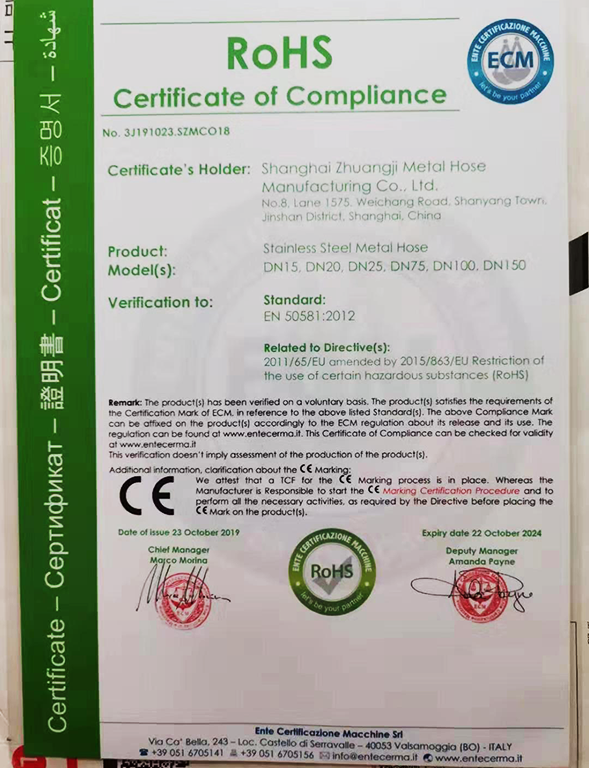 RoHS
Certificate of Compliance
ENTE CERTIFICAZIONE MACCHINE
ECM
let's be your partner
No. 3J191023.SZMCO18
Certificate's Holder: Shanghai Zhuangji Metal Hose
Manufacturing Co., Ltd.
No.8, Lane 1575, Weichang Road, Shanyang Town,
Jinshan District, Shanghai, China
Product: Stainless Steel Metal Hose
Model(s): DN15, DN20, DN25, DN75, DN100, DN150
Verification to: Standard:
EN 50581:2012
Related to Directive(s):
2011/65/EU amended by 2015/863/EU Restriction of
the use of certain hazardous substances (RoHS)
Remark: The product(s) has been verified on a voluntary basis. The product(s) satisfies the requirements of
the Certification Mark of ECM, in reference to the above listed Standard(s). The above Compliance Mark
can be affixed on the product(s) accordingly to the ECM regulation about its release and its use. The
regulation can be found at www.entecerma.it. This Certificate of Compliance can be checked for validity
at www.entecerma.it
This verification doesn't imply assessment of the production of the product(s).
Additional information, clarification about the CE Marking:
CE
We attest that a TCF for the CE Marking process is in place. Whereas the
Manufacturer is Responsible to start the CE Marking Certification Procedure and to
perform all the necessary activities, as required by the Directive before placing the
CE Mark on the product(s).
Date of issue 23 October 2019
Expiry date 22 October 2024
Chief Manager
Marco Morina
Deputy Manager
Amanda Payne
ENTE CERTIFICAZIONE MACCHINE
RoHS
let's be your partner
ECM
ECM
Ente Certificazione Macchine Srl
Via Ca' Bella, 243 – Loc. Castello di Serravalle – 40053 Valsamoggia (BO) - ITALY
☎ +39 051 6705141 +39 051 6705156 ✉ info@entecerma.it www.entecerma.it
Certificate – Сертификат – 證明書 – Certificat – 증명서 – شهادة